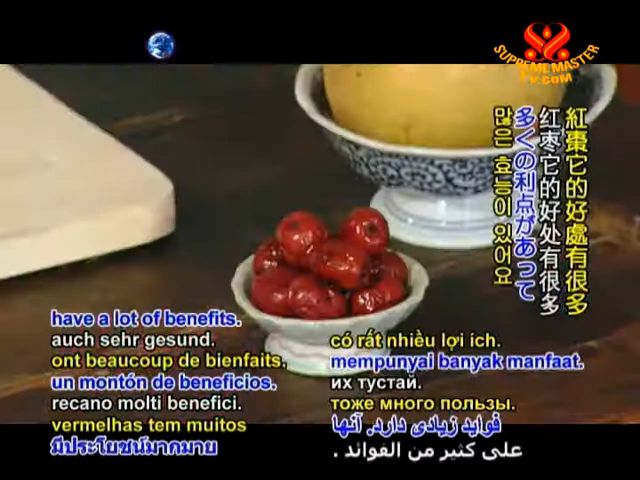 SUPREME MASTER
TV.COM
紅棗它的好處有很多
红枣它的好处有很多
多くの利点があって
많은 효능이 있어요
have a lot of benefits.
auch sehr gesund.
ont beaucoup de bienfaits.
un montón de beneficios.
recano molti benefici.
vermelhas tem muitos
มีประโยชน์มากมาย
có rất nhiều lợi ích.
mempunyai banyak manfaat.
их тустай.
тоже много пользы.
فواید زیادی دارد. آنها
على كثير من الفوائد .